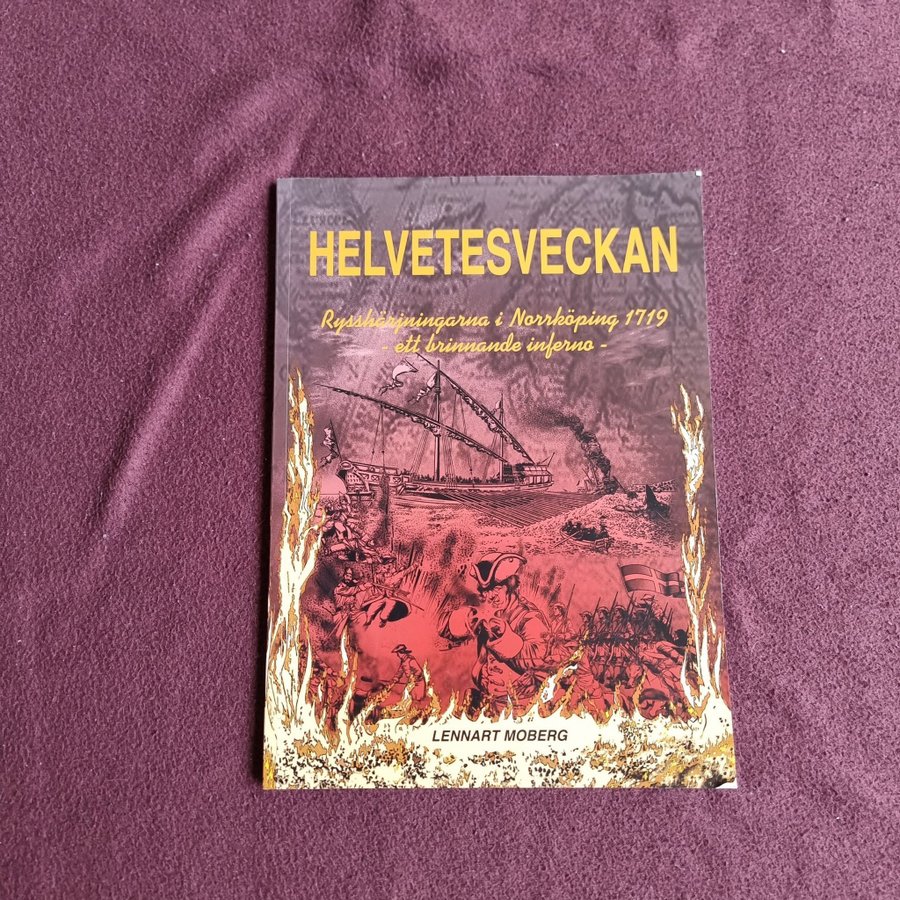 HELVETESVECKAN
Rysshärjningarna i Norrköping 1719
- ett brinnande inferno -
LENNART MOBERG